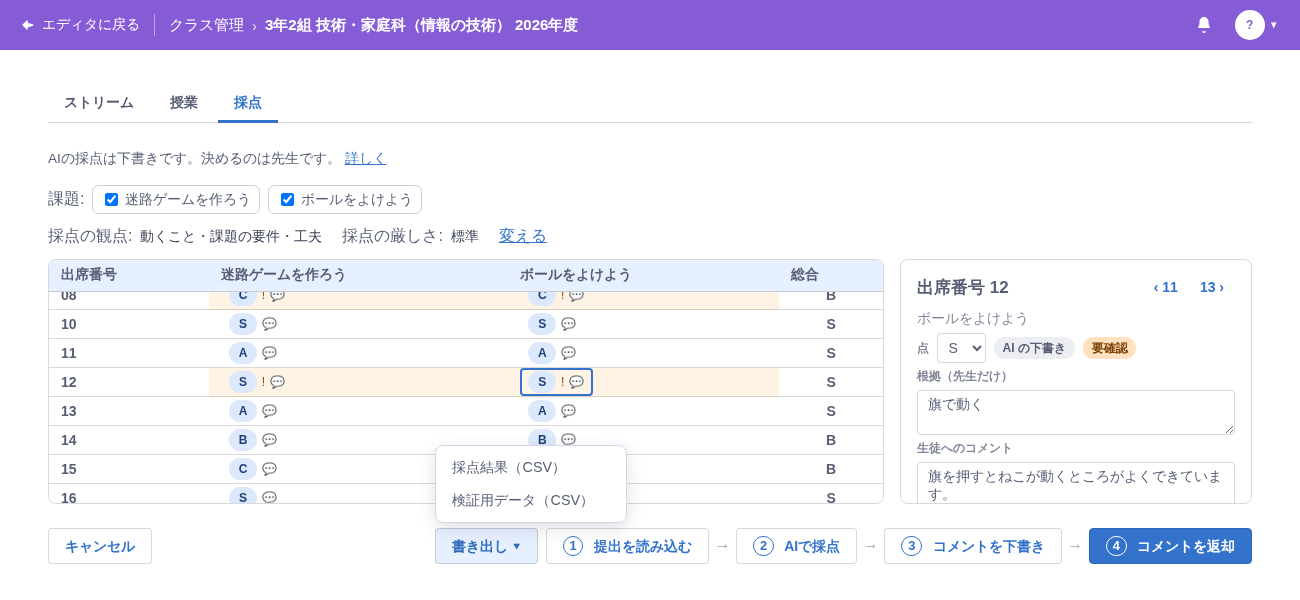 エディタに戻る クラス管理 › 3年2組 技術・家庭科（情報の技術） 2026年度 ? ▾
ストリーム 授業 採点
AIの採点は下書きです。決めるのは先生です。 詳しく
課題: 迷路ゲームを作ろう ボールをよけよう
採点の観点: 動くこと・課題の要件・工夫 採点の厳しさ: 標準 変える
出席番号 迷路ゲームを作ろう ボールをよけよう 総合
08 C ! C ! B
10 S S S
11 A A S
12 S ! S ! S
13 A A S
14 B B B
15 C B
16 S S
採点結果（CSV）
検証用データ（CSV）
出席番号 12 ‹ 11 13 ›
ボールをよけよう
点 S AI の下書き 要確認
根拠（先生だけ）
旗で動く
生徒へのコメント
旗を押すとねこが動くところがよくできていま
す。
キャンセル 書き出し ▾ 1 提出を読み込む → 2 AIで採点 → 3 コメントを下書き → 4 コメントを返却